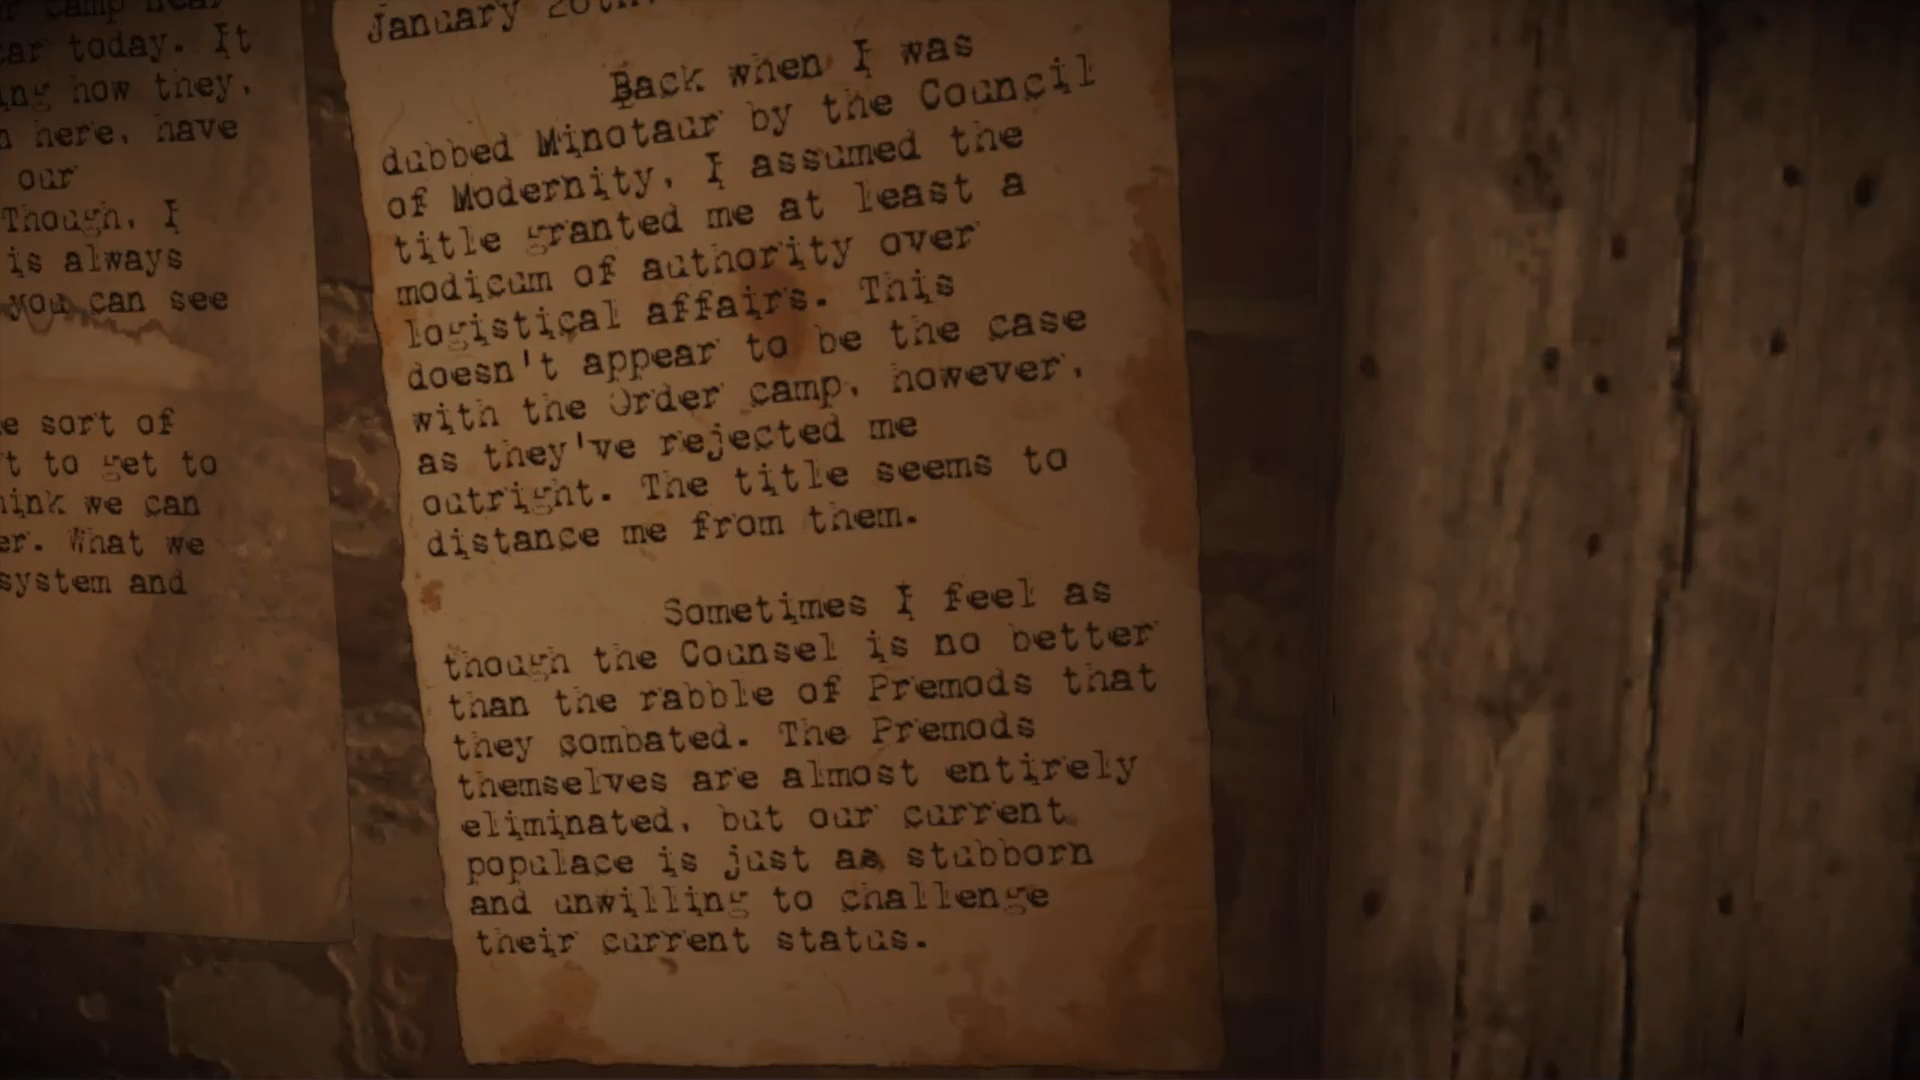 camp near
today. It
how they,
here, have
our
Though, I
is always
you can see
sort of
to get to
we can
What we
system and
January
Back when I was
dubbed Minotaur by the Council
of Modernity, I assumed the
title granted me at least a
modicum of authority over
logistical affairs. This
doesn't appear to be the case
with the Order camp, however,
as they've rejected me
outright. The title seems to
distance me from them.
Sometimes I feel as
though the Counsel is no better
than the rabble of Premods that
they combated. The Premods
themselves are almost entirely
eliminated, but our current
populace is just as stubborn
and unwilling to challenge
their current status.